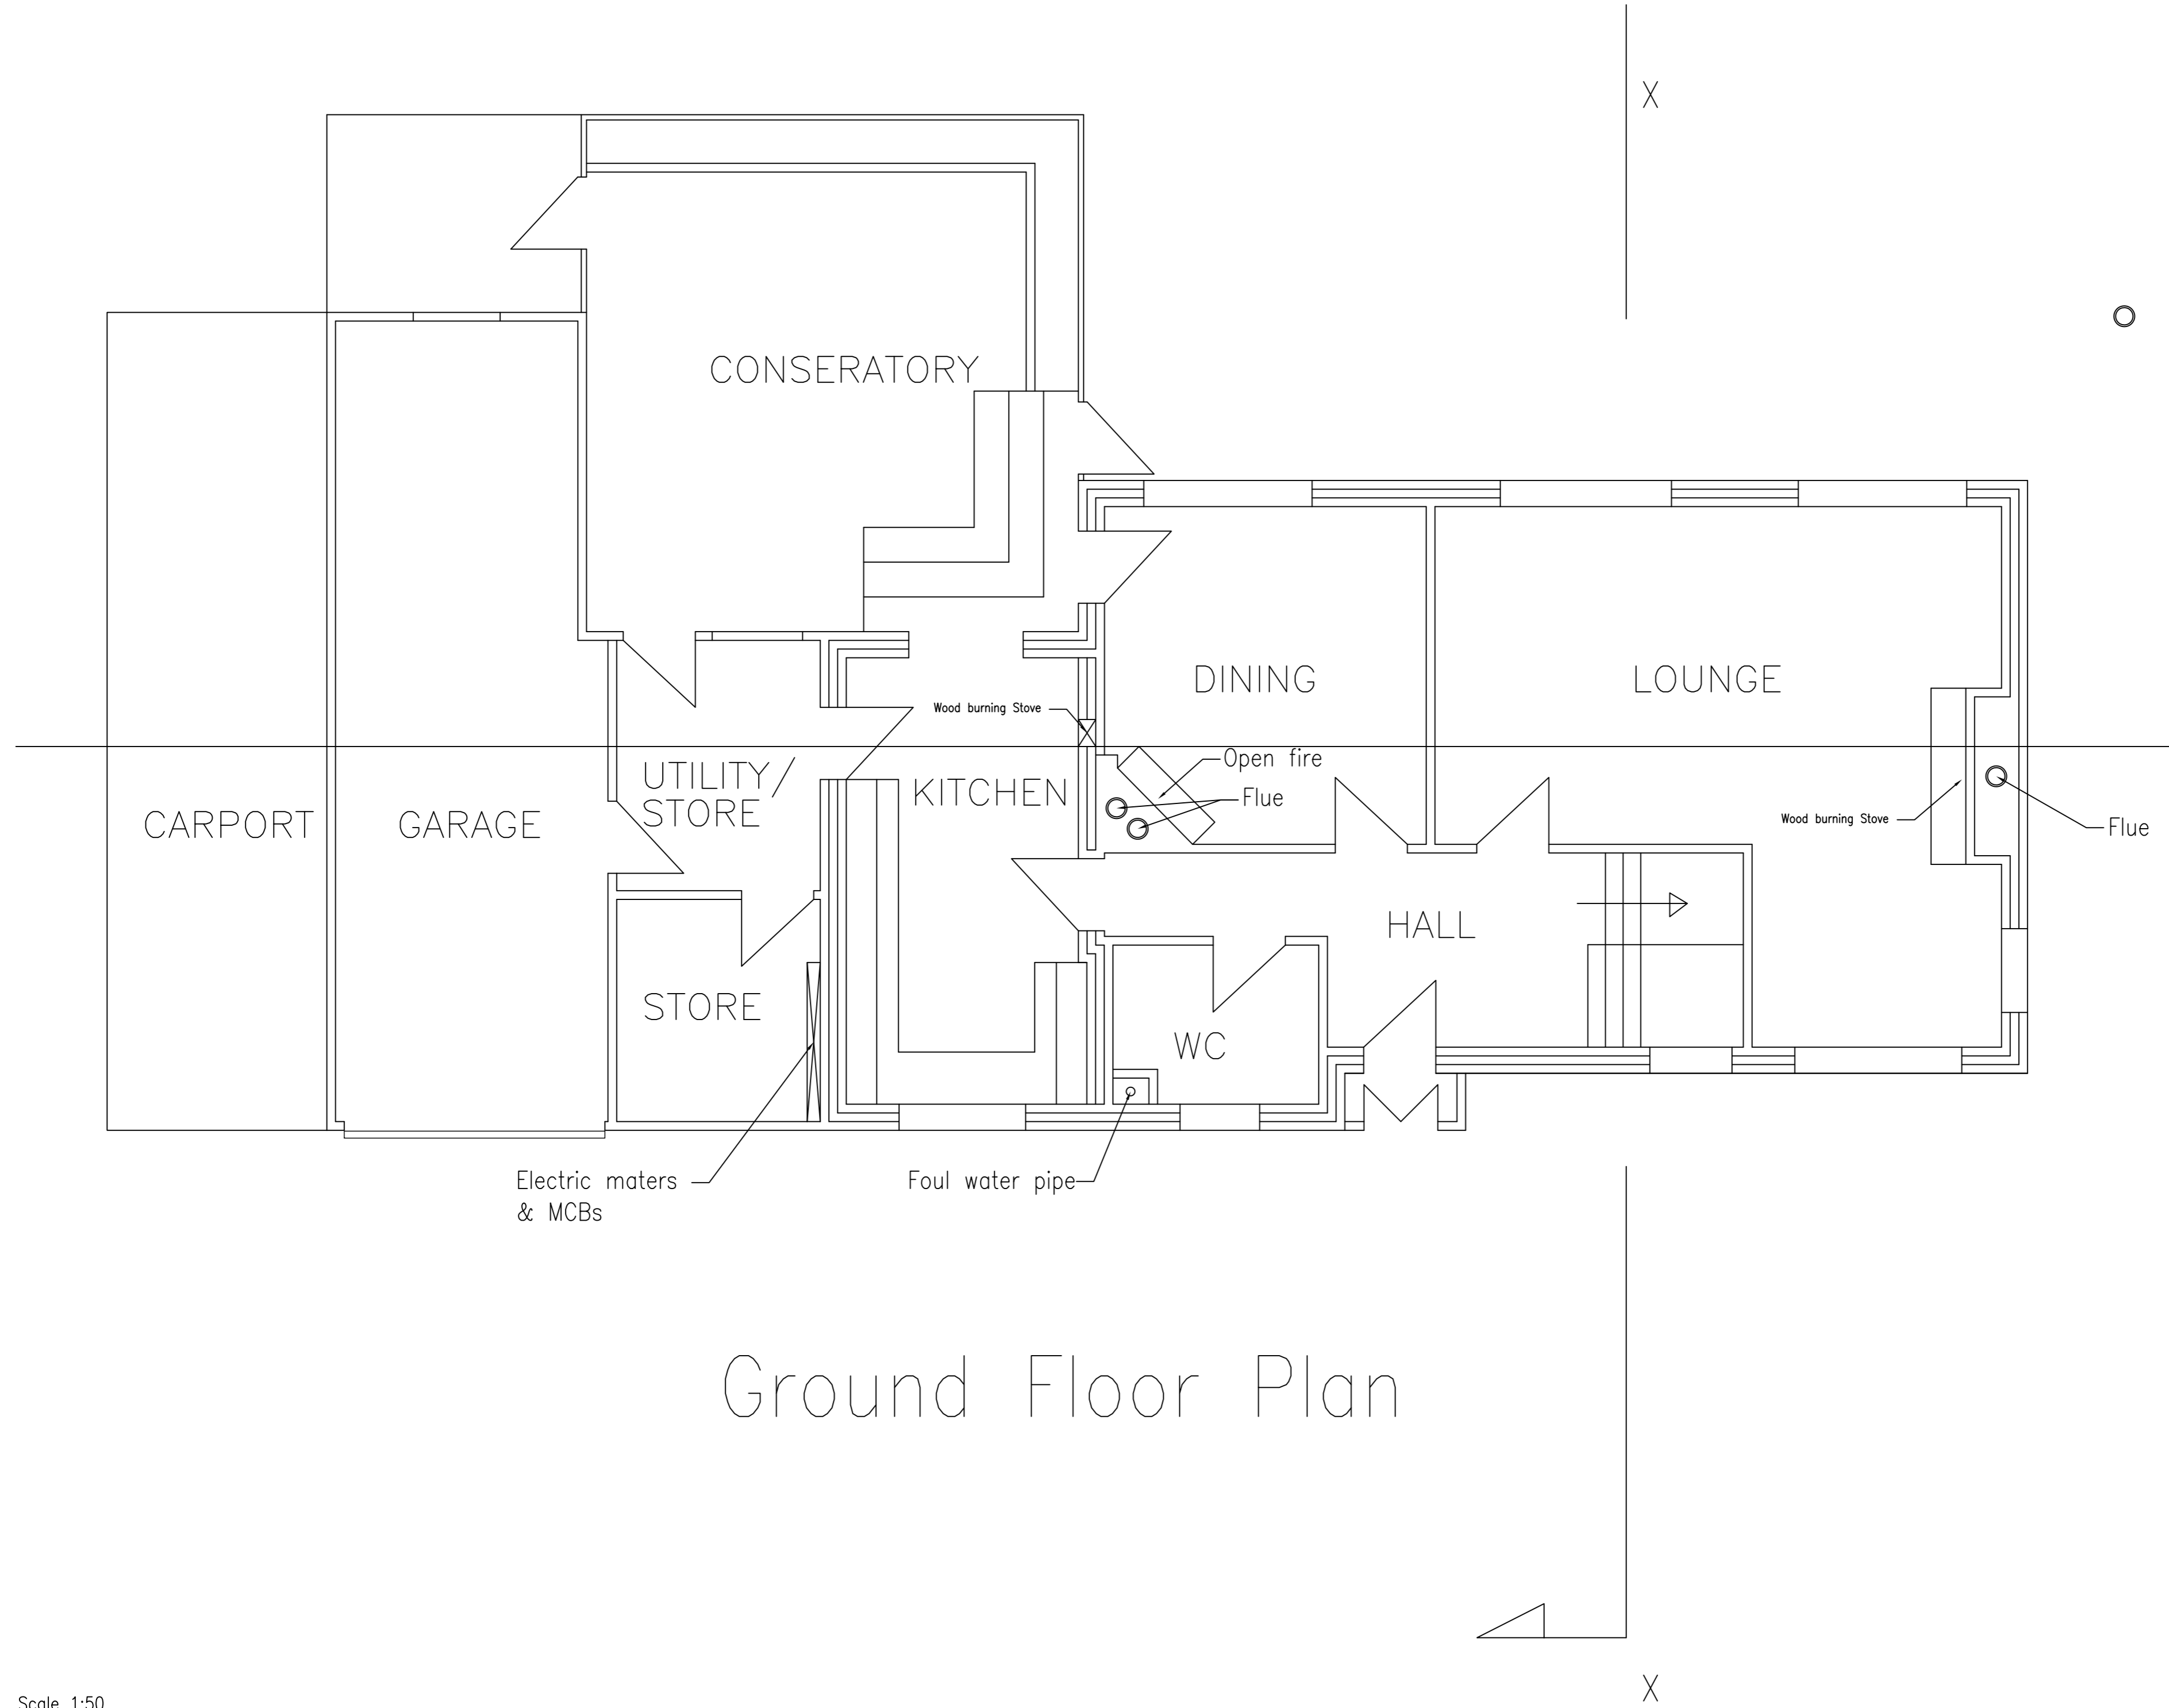 X
CONSERATORY
DINING
LOUNGE
Wood burning Stove
Open fire
UTILITY/
STORE
KITCHEN
Flue
CARPORT
GARAGE
Wood burning Stove
Flue
HALL
STORE
WC
Electric maters
& MCBs
Foul water pipe
Ground Floor Plan
X
Scale 1:50